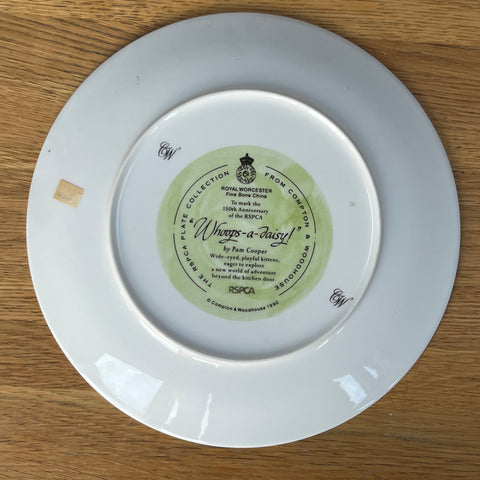 CW
THE RSPCA PLATE COLLECTION FROM COMPTON & WOODHOUSE
ROYAL WORCESTER
Fine Bone China
To mark the
150th Anniversary
of the RSPCA
"Whoops-a-daisy!"
by Pam Cooper
Wide-eyed, playful kittens,
eager to explore
a new world of adventure
beyond the kitchen door.
RSPCA
© Compton & Woodhouse 1990
CW